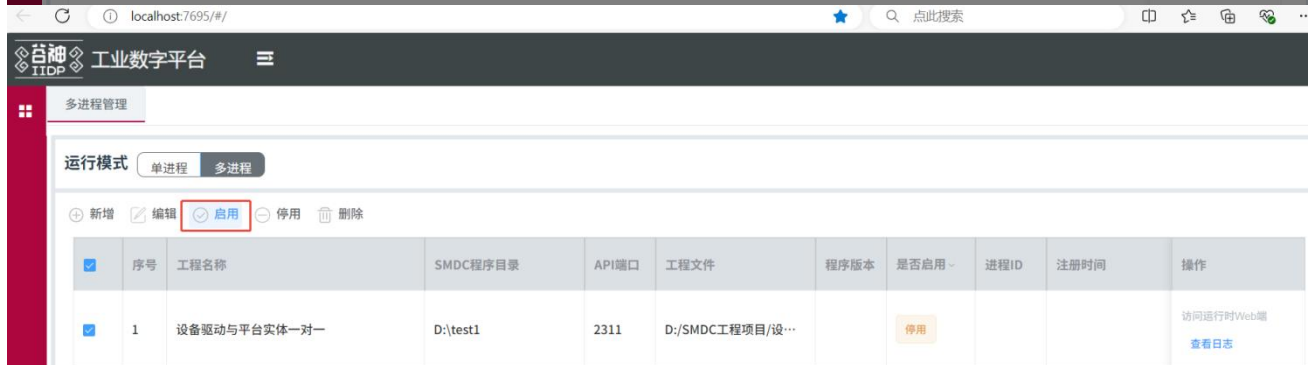 localhost:7695/#/
点此搜索
谷神
IIDP
工业数字平台
多进程管理
运行模式 单进程 多进程
新增 编辑 启用 停用 删除
序号 工程名称 SMDC程序目录 API端口 工程文件 程序版本 是否启用 进程ID 注册时间 操作
1 设备驱动与平台实体一对一 D:\test1 2311 D:/SMDC工程项目/设… 停用 访问运行时Web端
查看日志